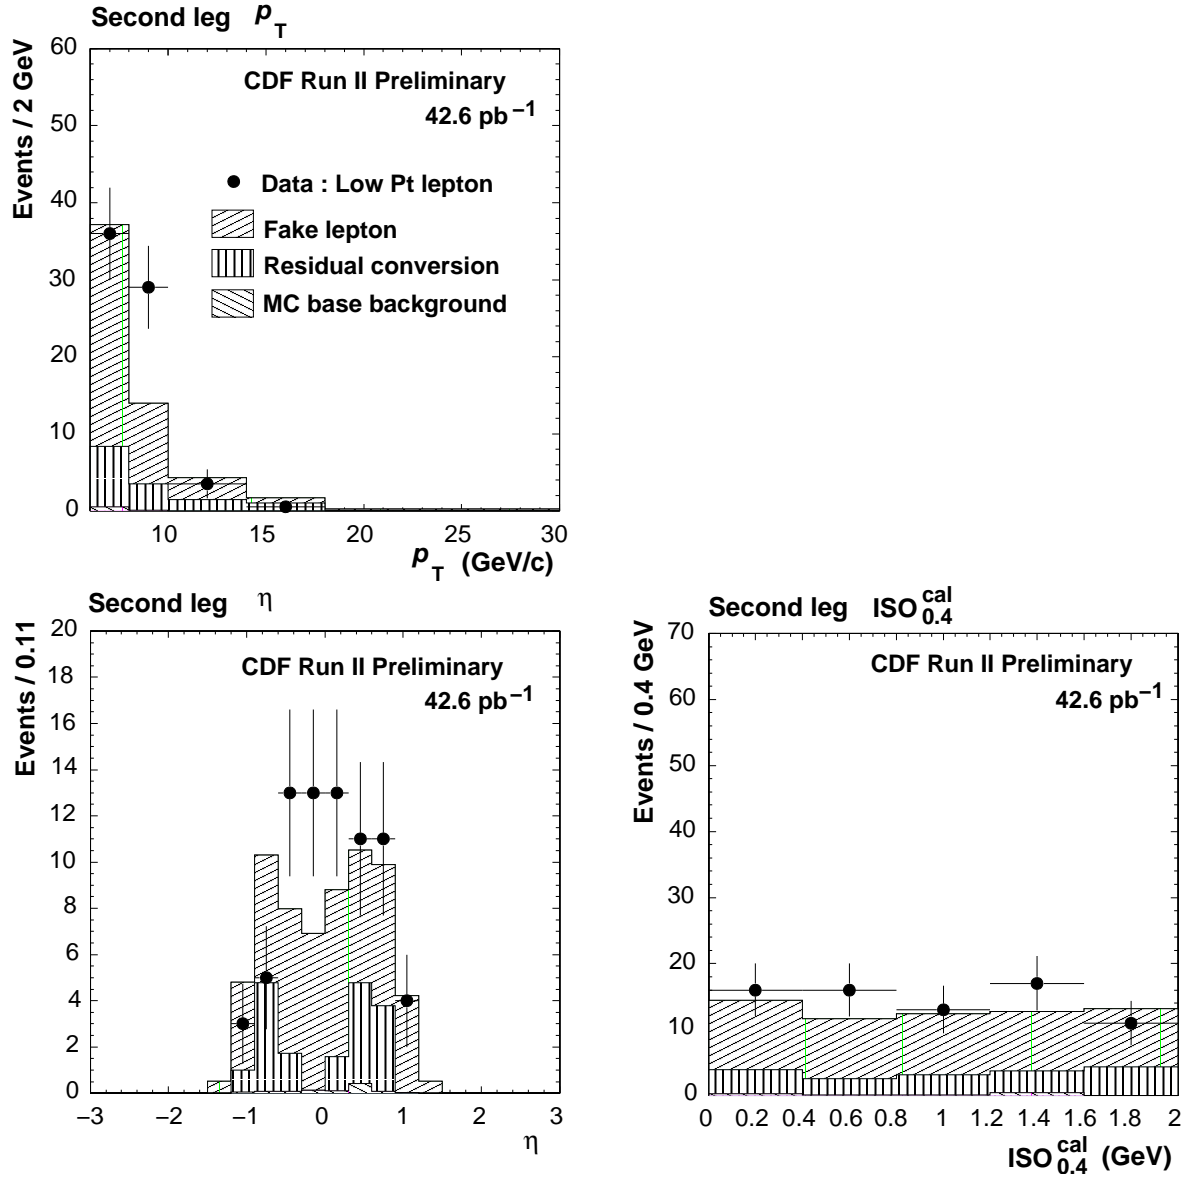 Second leg p_T
Events / 2 GeV
60
50
40
30
20
10
0
CDF Run II Preliminary
42.6 pb⁻¹
Data : Low Pt lepton
Fake lepton
Residual conversion
MC base background
10 15 20 25 30
p_T (GeV/c)
Second leg η
Events / 0.11
20
18
16
14
12
10
8
6
4
2
0
CDF Run II Preliminary
42.6 pb⁻¹
−3 −2 −1 0 1 2 3
η
Second leg ISO^cal_0.4
Events / 0.4 GeV
70
60
50
40
30
20
10
0
CDF Run II Preliminary
42.6 pb⁻¹
0 0.2 0.4 0.6 0.8 1 1.2 1.4 1.6 1.8 2
ISO^cal_0.4 (GeV)